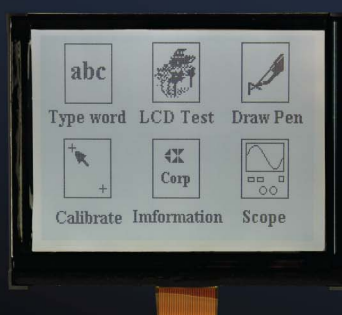 abc
Type word LCD Test Draw Pen
Corp
Calibrate Imformation Scope